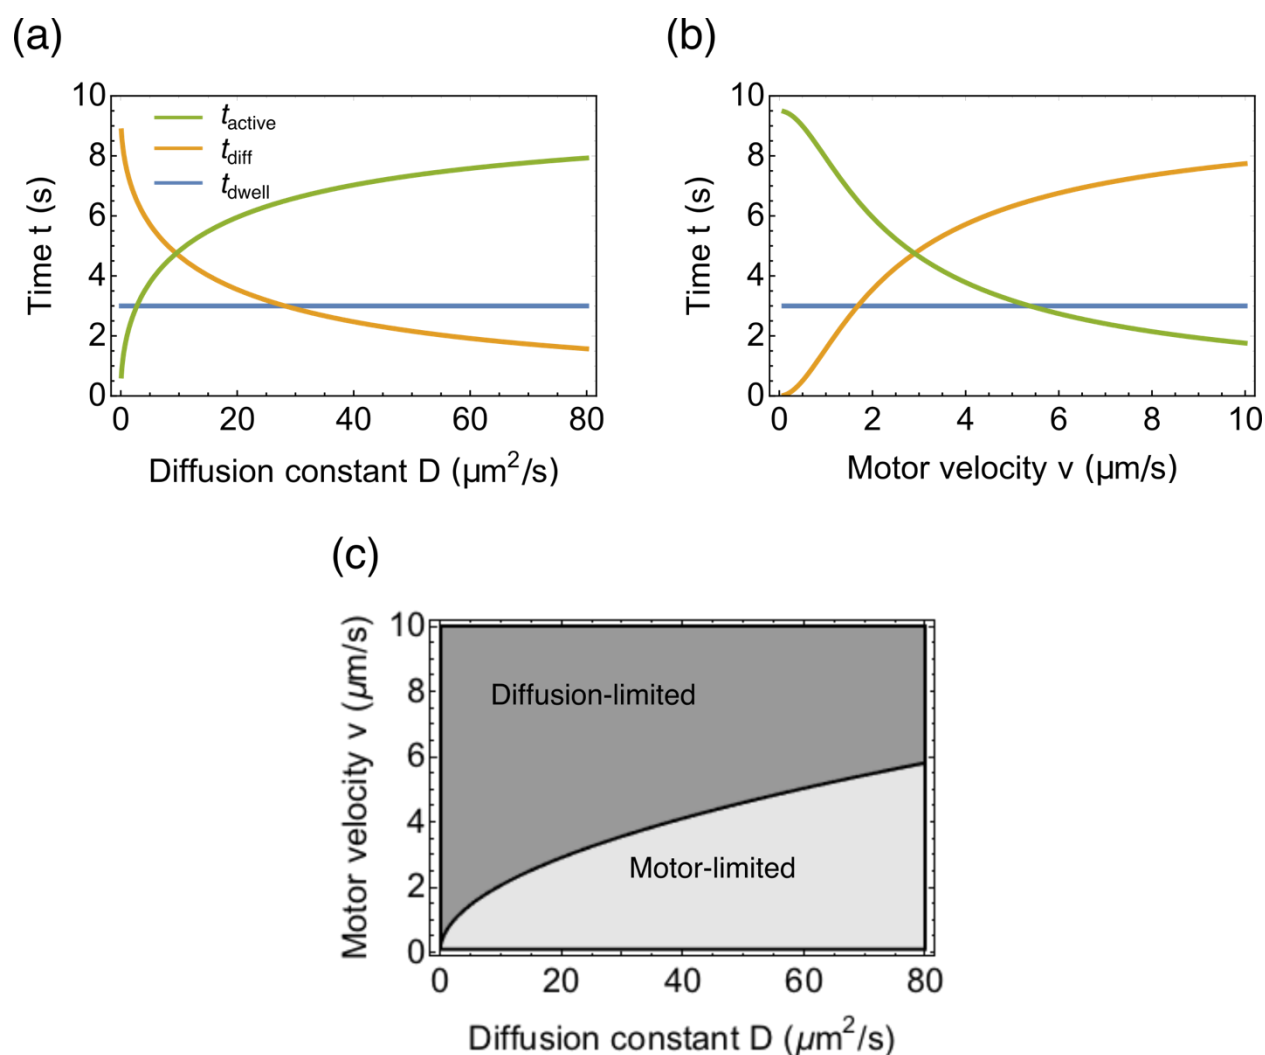 (a)
10
8
6
4
2
0
Time t (s)
t_active
t_diff
t_dwell
0 20 40 60 80
Diffusion constant D (µm²/s)
(b)
10
8
6
4
2
0
Time t (s)
0 2 4 6 8 10
Motor velocity v (µm/s)
(c)
10
8
6
4
2
0
Motor velocity v (µm/s)
Diffusion-limited
Motor-limited
0 20 40 60 80
Diffusion constant D (µm²/s)